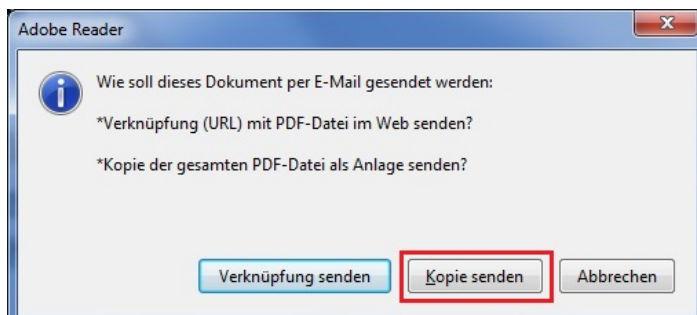 Adobe Reader
Wie soll dieses Dokument per E-Mail gesendet werden:
*Verknüpfung (URL) mit PDF-Datei im Web senden?
*Kopie der gesamten PDF-Datei als Anlage senden?
Verknüpfung senden Kopie senden Abbrechen